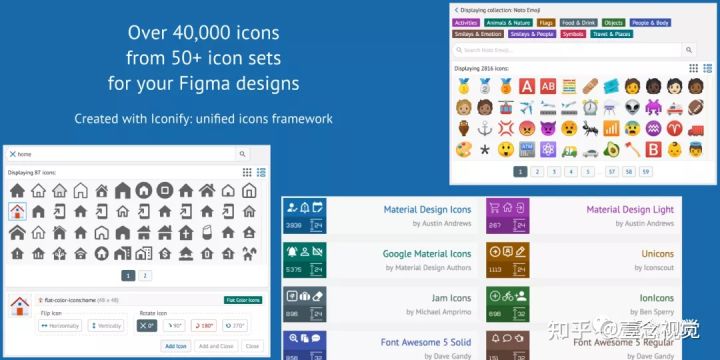 Over 40,000 icons
from 50+ icon sets
for your Figma designs
Created with Iconify: unified icons framework
Displaying collection: Noto Emoji
Activities
Animals & Nature
Flags
Food & Drink
Objects
People & Body
Smileys & Emotion
Smileys & People
Symbols
Travel & Places
Search Noto Emoji
Displaying 2816 icons:
1 2 3 4 5 ... 57 58 59
home
Displaying 87 icons:
1 2
flat-color-icons:home (48 x 48)
Flat Color Icons
Flip Icon
Horizontally
Vertically
Rotate Icon
0°
90°
180°
270°
Add Icon
Add and Close
Close
Material Design Icons
by Austin Andrews
24
Material Design Light
by Austin Andrews
267
24
Google Material Icons
by Material Design Authors
5375
24
Unicons
by Iconscout
1113
24
Jam Icons
by Michael Amprimo
896
24
IonIcons
by Ben Sperry
Font Awesome 5 Solid
by Dave Gandy
Font Awesome 5 Regular
by Dave Gandy
知乎 @壹念视觉